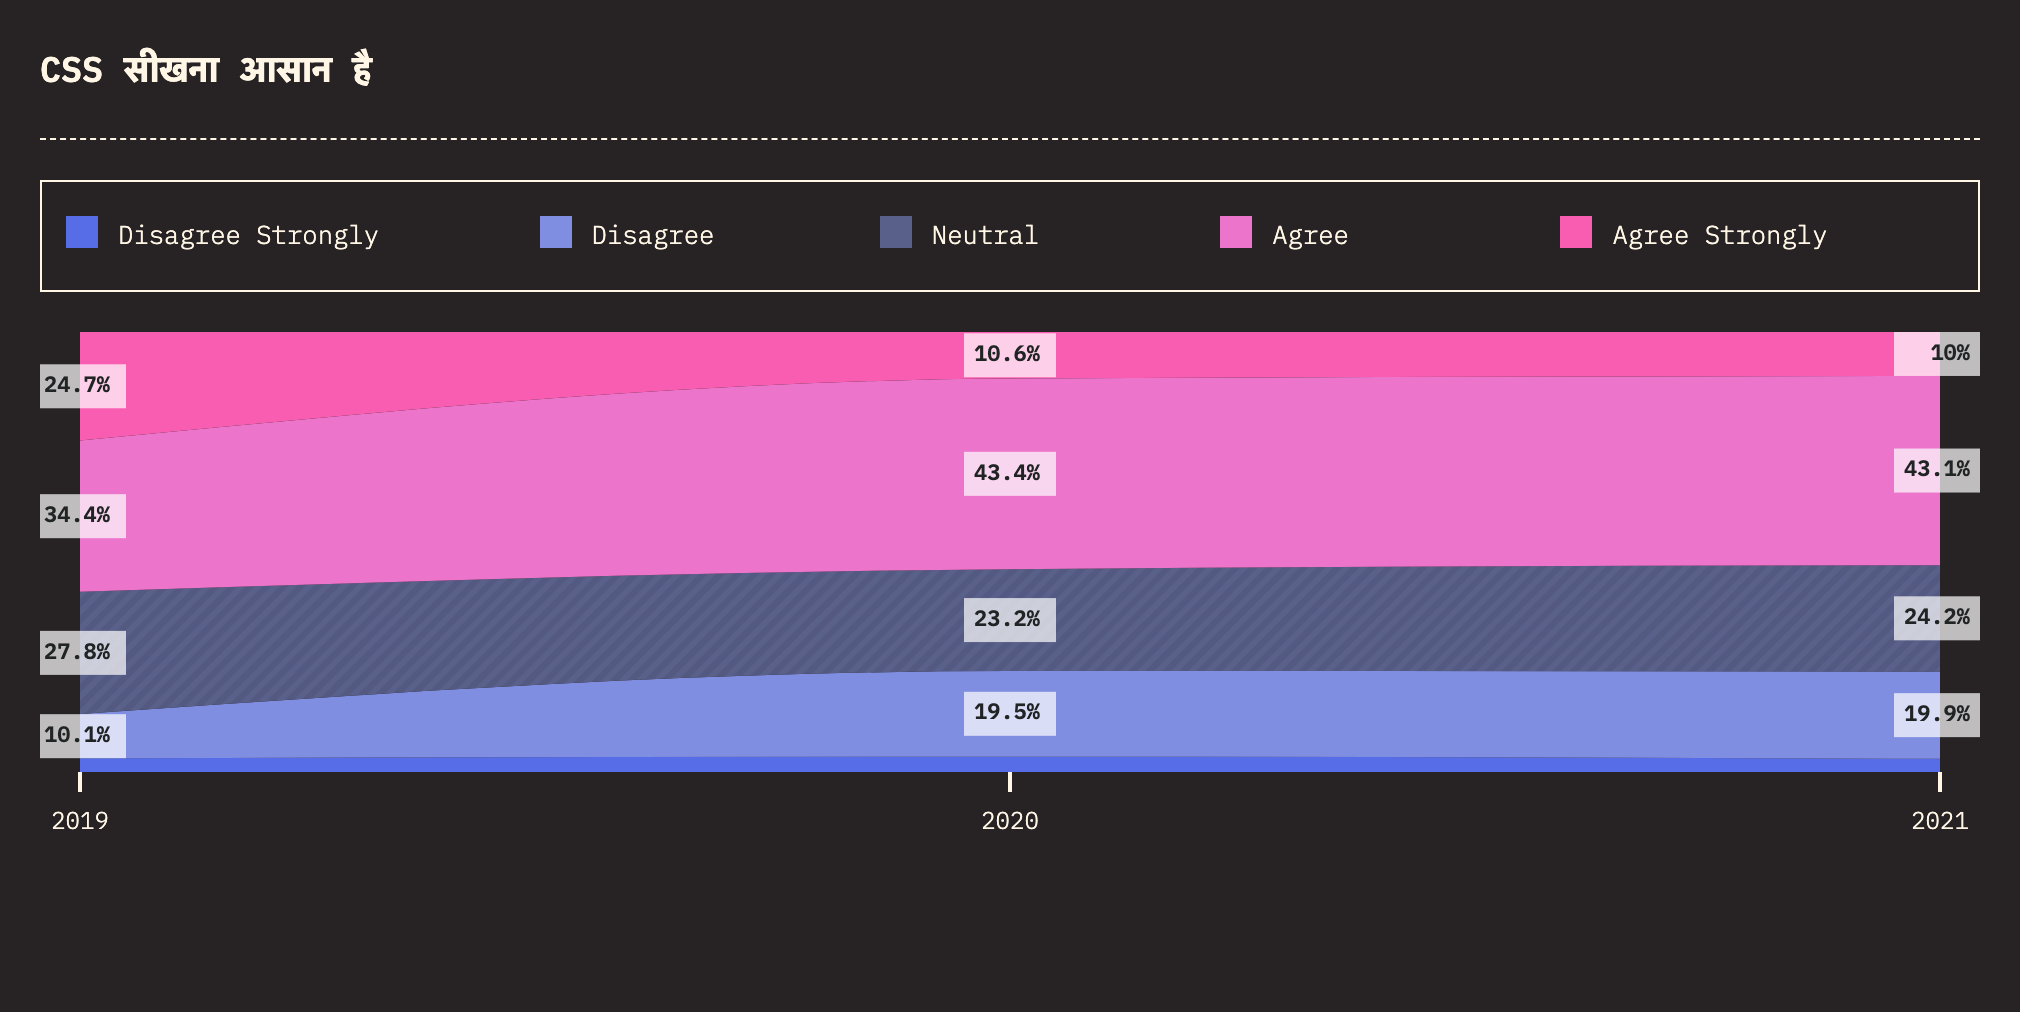 CSS सीखना आसान है
Disagree Strongly Disagree Neutral Agree Agree Strongly
24.7% 10.6% 10%
34.4% 43.4% 43.1%
27.8% 23.2% 24.2%
10.1% 19.5% 19.9%
2019 2020 2021